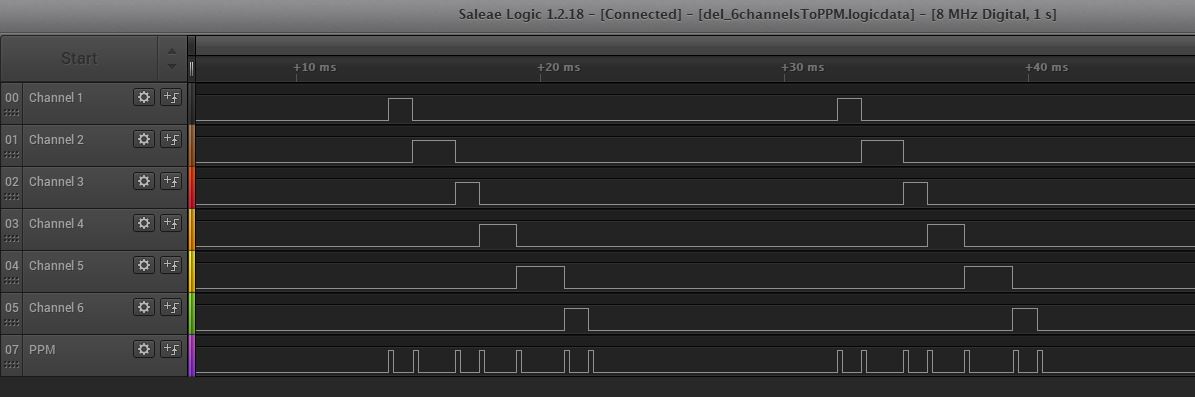 Saleae Logic 1.2.18 - [Connected] - [del_6channelsToPPM.logicdata] - [8 MHz Digital, 1 s]
Start
+10 ms +20 ms +30 ms +40 ms
00 Channel 1
01 Channel 2
02 Channel 3
03 Channel 4
04 Channel 5
05 Channel 6
07 PPM